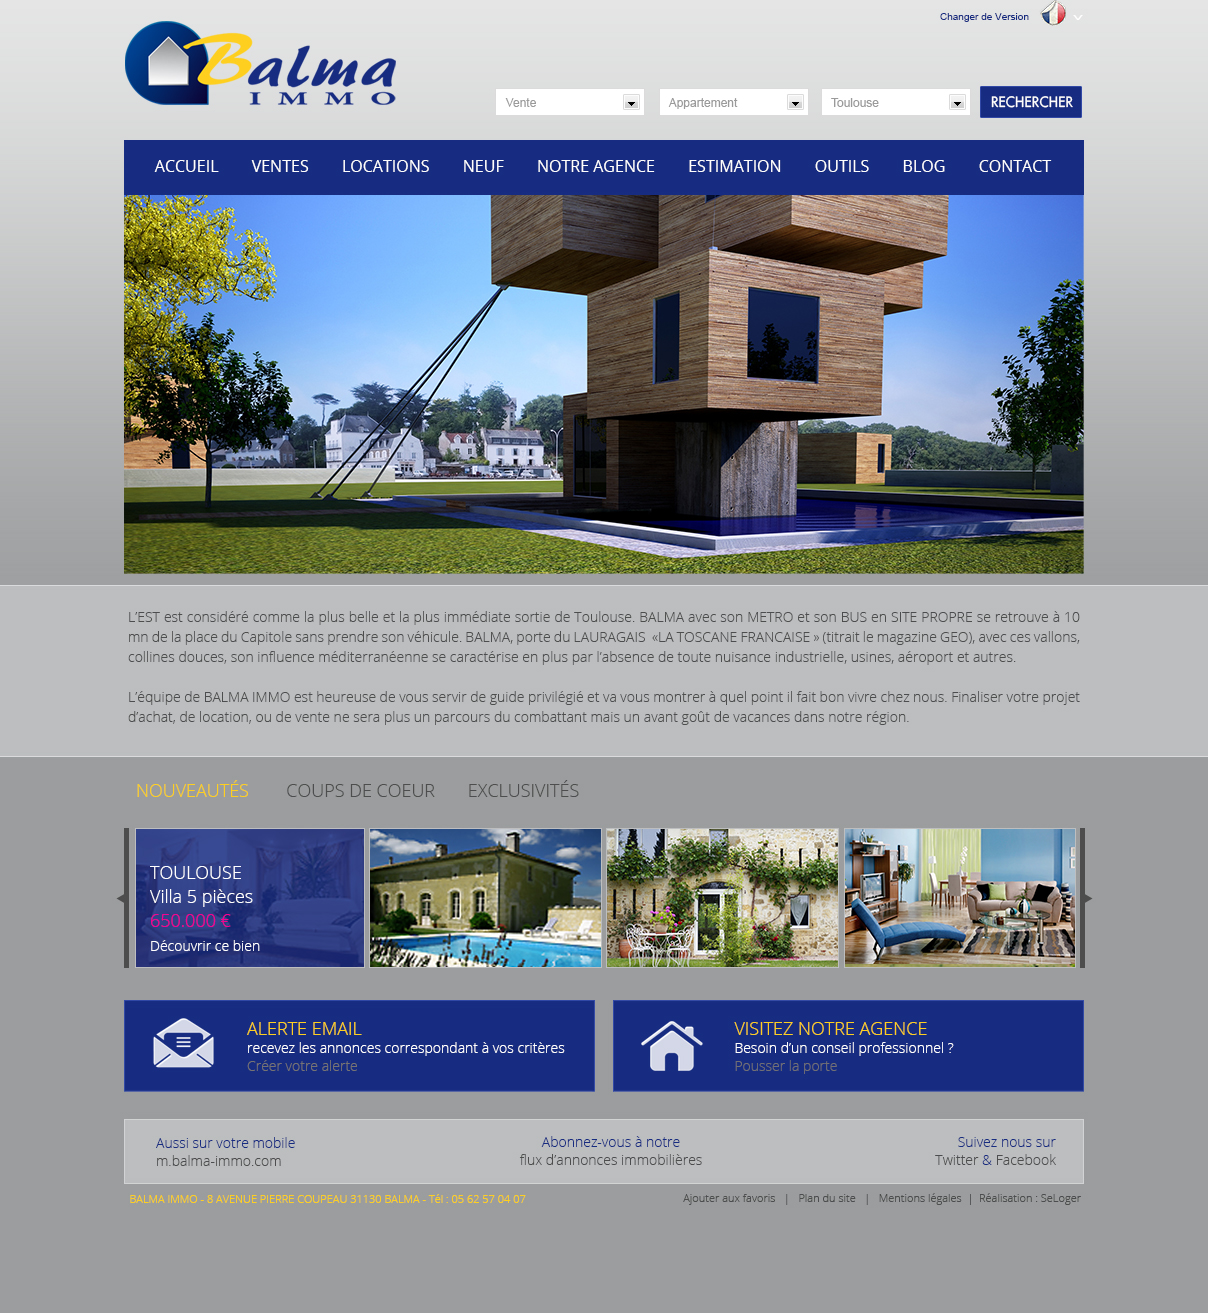 Changer de Version
Balma
IMMO
Vente
Appartement
Toulouse
RECHERCHER
ACCUEIL VENTES LOCATIONS NEUF NOTRE AGENCE ESTIMATION OUTILS BLOG CONTACT
L’EST est considéré comme la plus belle et la plus immédiate sortie de Toulouse. BALMA avec son METRO et son BUS en SITE PROPRE se retrouve à 10
mn de la place du Capitole sans prendre son véhicule. BALMA, porte du LAURAGAIS «LA TOSCANE FRANCAISE » (titrait le magazine GEO), avec ces vallons,
collines douces, son influence méditerranéenne se caractérise en plus par l’absence de toute nuisance industrielle, usines, aéroport et autres.
L’équipe de BALMA IMMO est heureuse de vous servir de guide privilégié et va vous montrer à quel point il fait bon vivre chez nous. Finaliser votre projet
d’achat, de location, ou de vente ne sera plus un parcours du combattant mais un avant goût de vacances dans notre région.
NOUVEAUTÉS COUPS DE COEUR EXCLUSIVITÉS
TOULOUSE
Villa 5 pièces
650.000 €
Découvrir ce bien
ALERTE EMAIL
recevez les annonces correspondant à vos critères
Créer votre alerte
VISITEZ NOTRE AGENCE
Besoin d’un conseil professionnel ?
Pousser la porte
Aussi sur votre mobile
m.balma-immo.com
Abonnez-vous à notre
flux d’annonces immobilières
Suivez nous sur
Twitter & Facebook
BALMA IMMO - 8 AVENUE PIERRE COUPEAU 31130 BALMA - Tél : 05 62 57 04 07
Ajouter aux favoris | Plan du site | Mentions légales | Réalisation : SeLoger